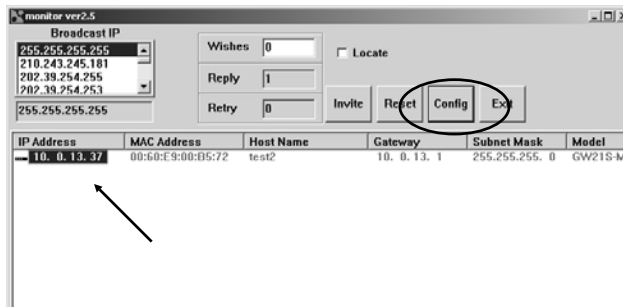 monitor ver2.5
Broadcast IP
255.255.255.255
210.243.245.181
202.39.254.255
202.39.254.253
255.255.255.255
Wishes 0
Reply 1
Retry 0
Locate
Invite Reset Config Exit
IP Address MAC Address Host Name Gateway Subnet Mask Model
10. 0. 13. 37 00:60:E9:00:B5:72 test2 10. 0. 13. 1 255.255.255. 0 GW21S-M